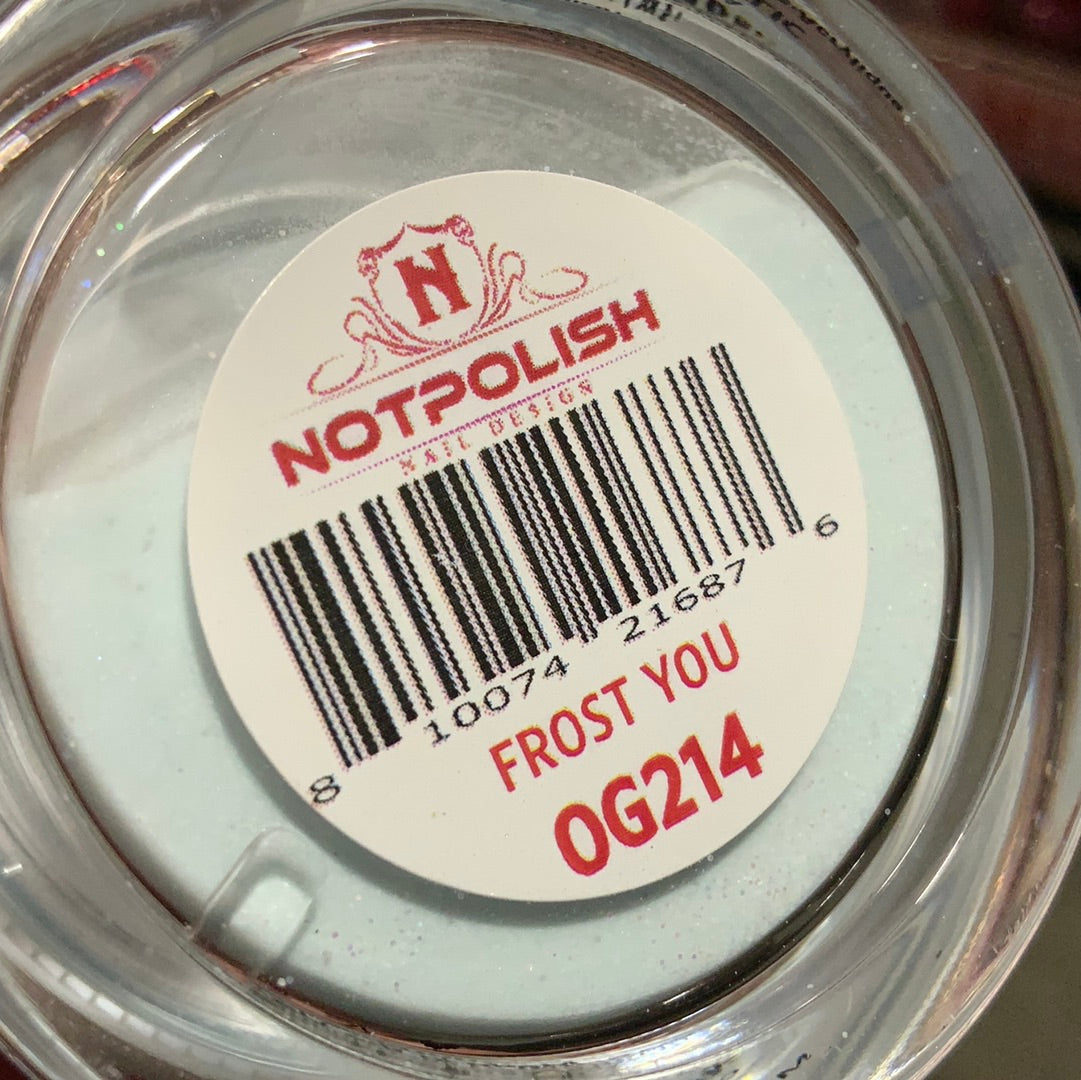 N
NOTPOLISH
NAIL DESIGN
8 10074 21687 6
FROST YOU
OG214